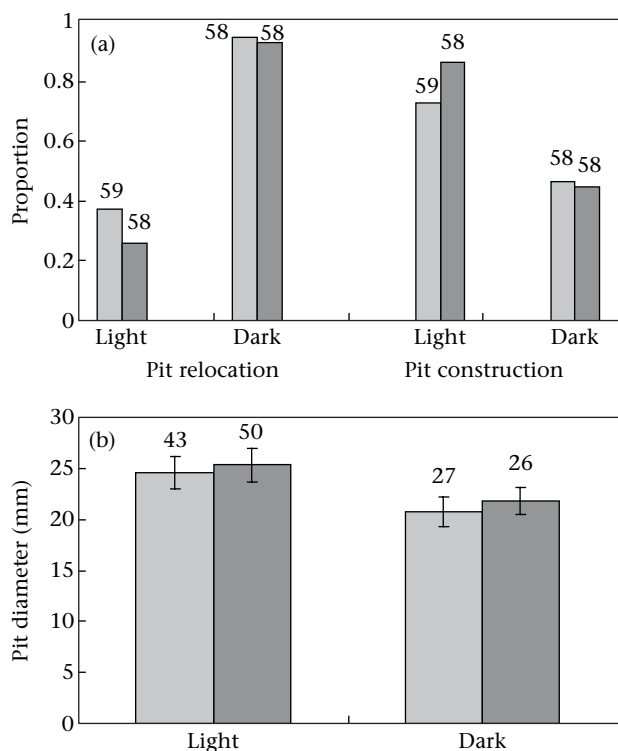 (a)
Proportion
1
0.8
0.6
0.4
0.2
0
59
58
58
58
59
58
58
58
Light
Dark
Light
Dark
Pit relocation
Pit construction
(b)
Pit diameter (mm)
30
25
20
15
10
5
0
43
50
27
26
Light
Dark